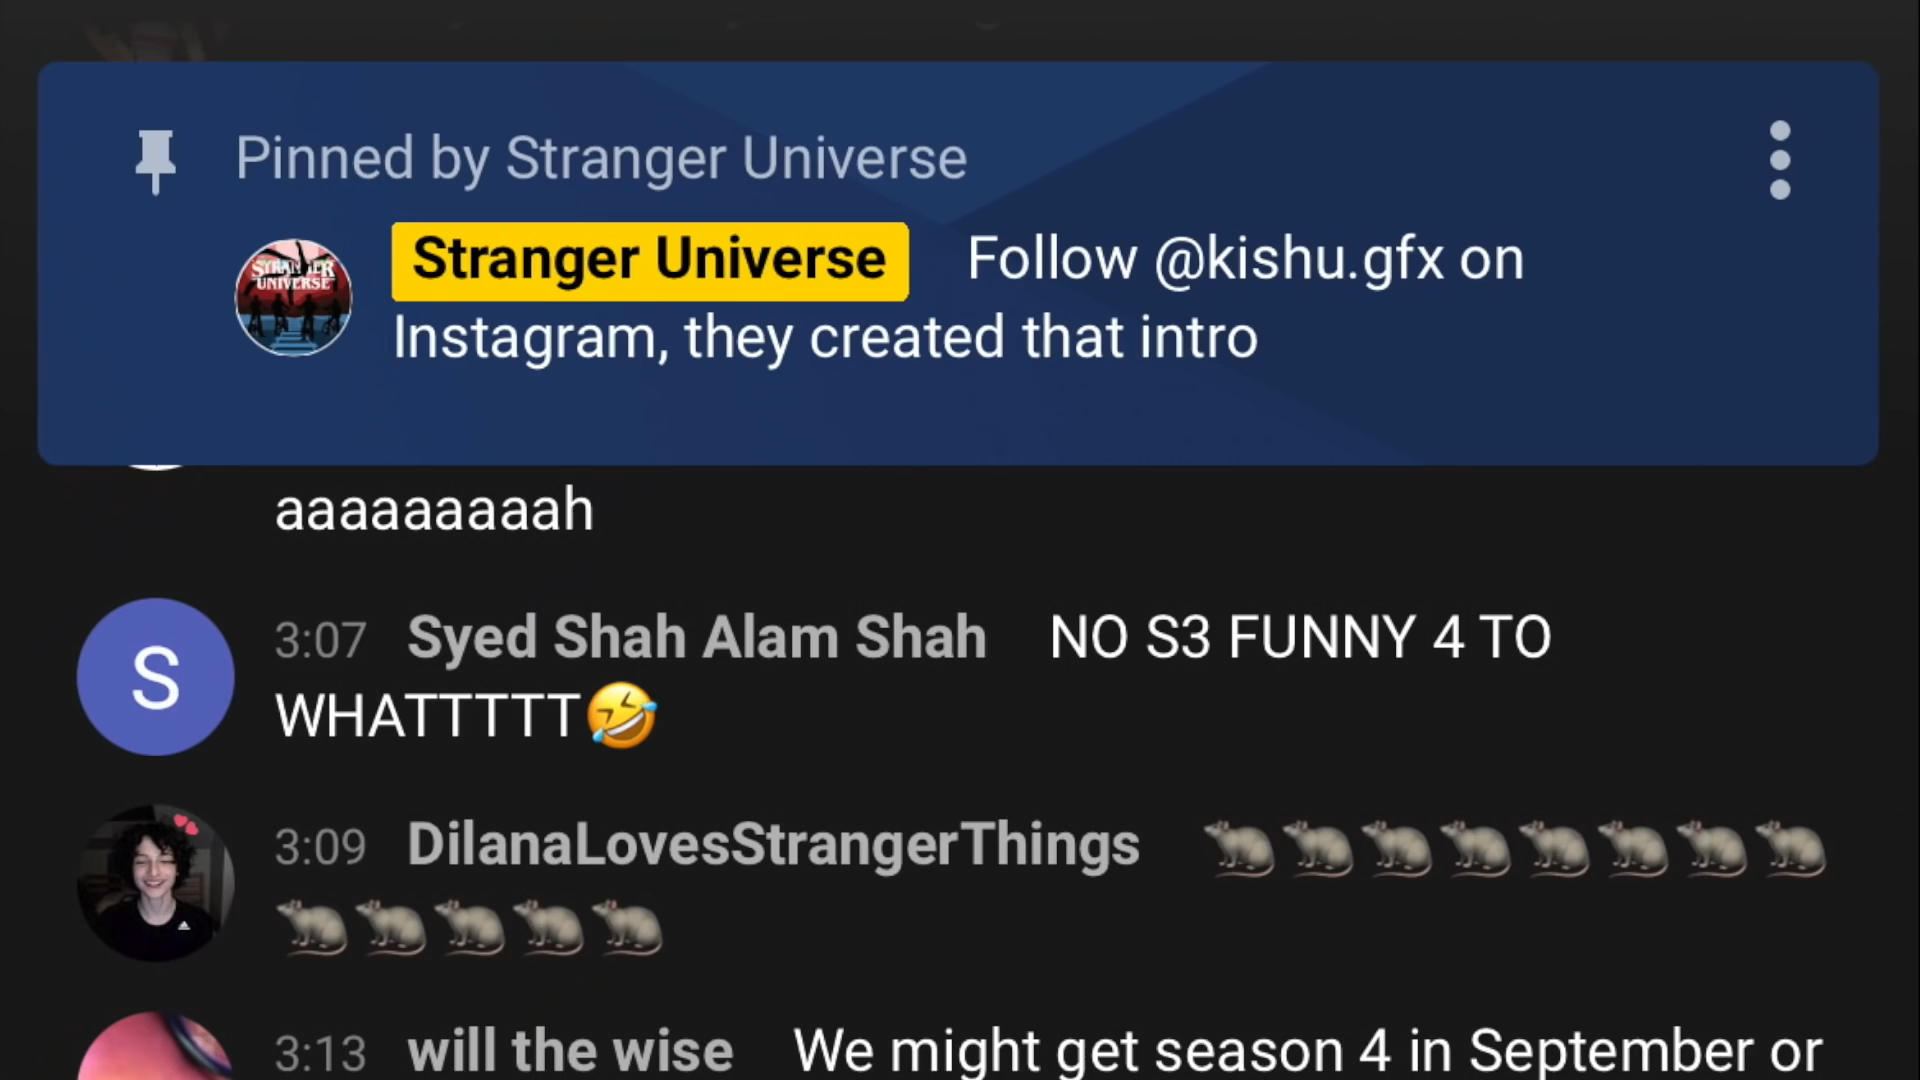 Pinned by Stranger Universe
STRANGER
UNIVERSE
Stranger Universe Follow @kishu.gfx on
Instagram, they created that intro
aaaaaaaaah
S
3:07 Syed Shah Alam Shah NO S3 FUNNY 4 TO
WHATTTTT🤣
3:09 DilanaLovesStrangerThings 🐀🐀🐀🐀🐀🐀🐀🐀
🐀🐀🐀🐀🐀
3:13 will the wise We might get season 4 in September or